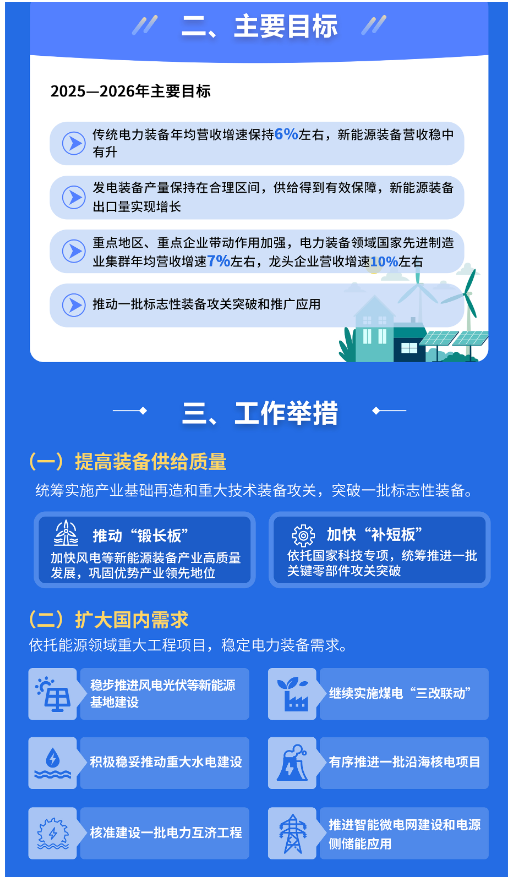 二、主要目标
2025—2026年主要目标
传统电力装备年均营收增速保持6%左右，新能源装备营收稳中
有升
发电装备产量保持在合理区间，供给得到有效保障，新能源装备
出口量实现增长
重点地区、重点企业带动作用加强，电力装备领域国家先进制造
业集群年均营收增速7%左右，龙头企业营收增速10%左右
推动一批标志性装备攻关突破和推广应用
三、工作举措
（一）提高装备供给质量
统筹实施产业基础再造和重大技术装备攻关，突破一批标志性装备。
推动“锻长板”
加快风电等新能源装备产业高质量
发展，巩固优势产业领先地位
加快“补短板”
依托国家科技专项，统筹推进一批
关键零部件攻关突破
（二）扩大国内需求
依托能源领域重大工程项目，稳定电力装备需求。
稳步推进风电光伏等新能源
基地建设
继续实施煤电“三改联动”
积极稳妥推动重大水电建设
有序推进一批沿海核电项目
核准建设一批电力互济工程
推进智能微电网建设和电源
侧储能应用